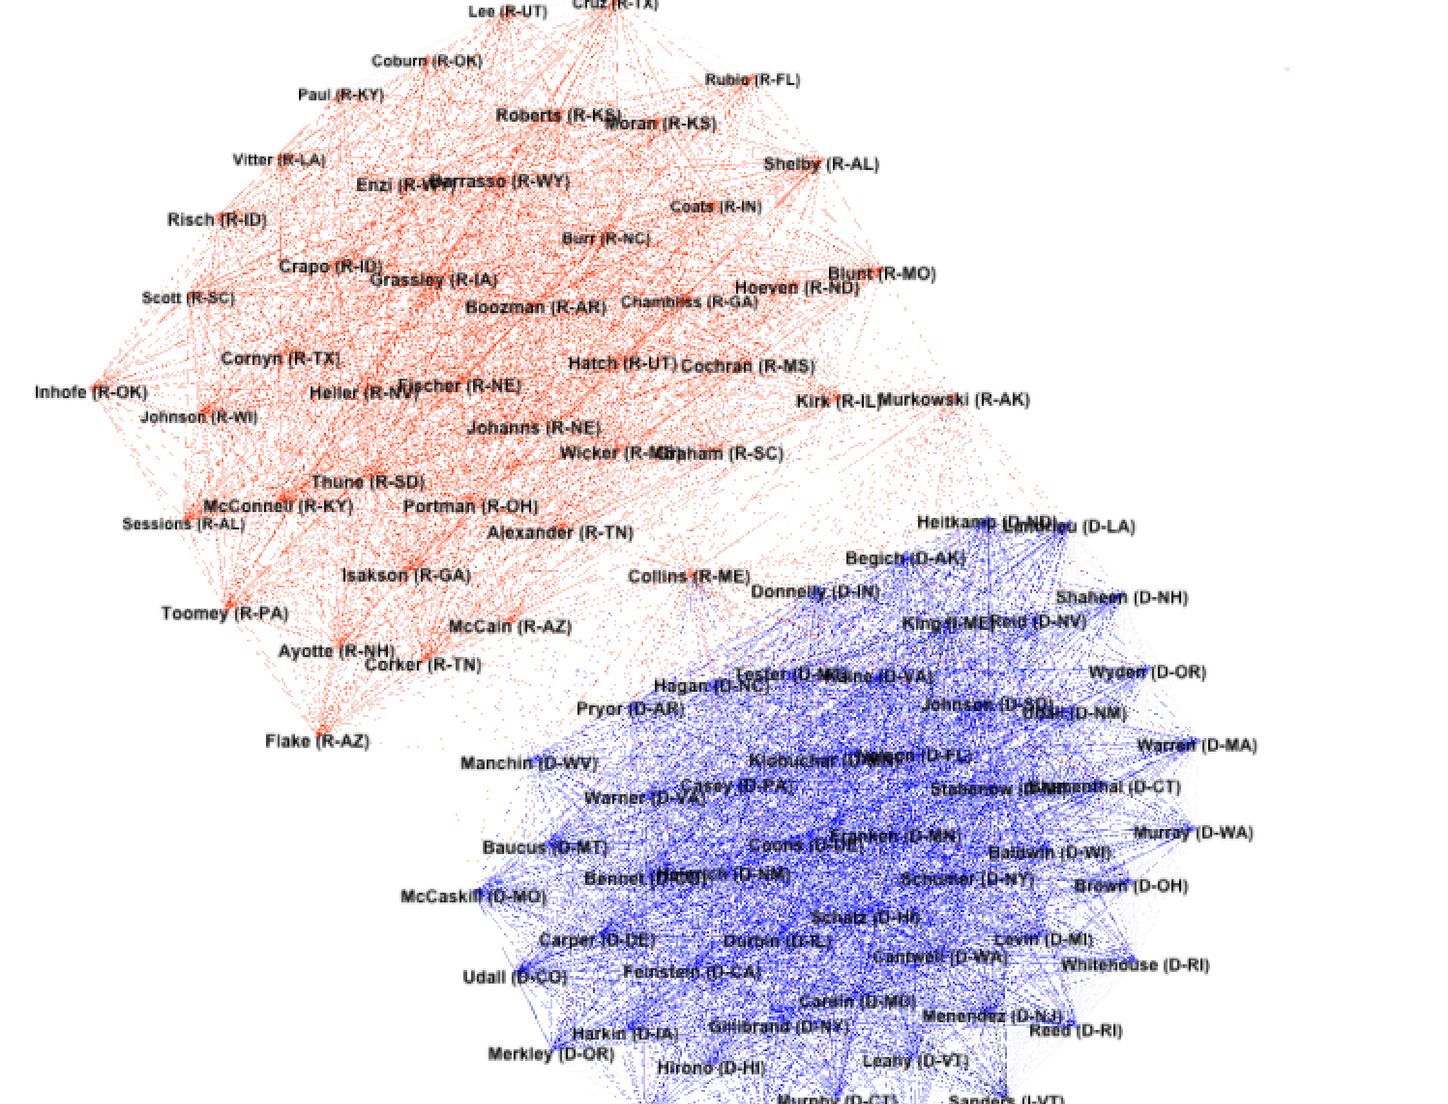 Cruz (R-TX)
Lee (R-UT)
Coburn (R-OK)
Rubio (R-FL)
Paul (R-KY)
Roberts (R-KS)
Moran (R-KS)
Vitter (R-LA)
Shelby (R-AL)
Enzi (R-WY)
Barrasso (R-WY)
Coats (R-IN)
Risch (R-ID)
Burr (R-NC)
Crapo (R-ID)
Grassley (R-IA)
Blunt (R-MO)
Hoeven (R-ND)
Scott (R-SC)
Boozman (R-AR)
Chambliss (R-GA)
Cornyn (R-TX)
Hatch (R-UT)
Cochran (R-MS)
Inhofe (R-OK)
Heller (R-NV)
Fischer (R-NE)
Kirk (R-IL)
Murkowski (R-AK)
Johnson (R-WI)
Johanns (R-NE)
Wicker (R-MS)
Graham (R-SC)
Thune (R-SD)
McConnell (R-KY)
Portman (R-OH)
Sessions (R-AL)
Alexander (R-TN)
Heitkamp (D-ND)
Landrieu (D-LA)
Begich (D-AK)
Isakson (R-GA)
Collins (R-ME)
Donnelly (D-IN)
Shaheen (D-NH)
Toomey (R-PA)
McCain (R-AZ)
King (I-ME)
Reid (D-NV)
Ayotte (R-NH)
Corker (R-TN)
Tester (D-MT)
Kaine (D-VA)
Wyden (D-OR)
Hagan (D-NC)
Pryor (D-AR)
Johnson (D-SD)
Udall (D-NM)
Flake (R-AZ)
Warren (D-MA)
Manchin (D-WV)
Klobuchar (D-MN)
Nelson (D-FL)
Casey (D-PA)
Warner (D-VA)
Stabenow (D-MI)
Blumenthal (D-CT)
Murray (D-WA)
Franken (D-MN)
Coons (D-DE)
Baucus (D-MT)
Baldwin (D-WI)
Bennet (D-CO)
Heinrich (D-NM)
Schumer (D-NY)
Brown (D-OH)
McCaskill (D-MO)
Schatz (D-HI)
Carper (D-DE)
Durbin (D-IL)
Levin (D-MI)
Cantwell (D-WA)
Whitehouse (D-RI)
Udall (D-CO)
Feinstein (D-CA)
Cardin (D-MD)
Menendez (D-NJ)
Harkin (D-IA)
Gillibrand (D-NY)
Reed (D-RI)
Merkley (D-OR)
Hirono (D-HI)
Leahy (D-VT)
Murphy (D-CT)
Sanders (I-VT)